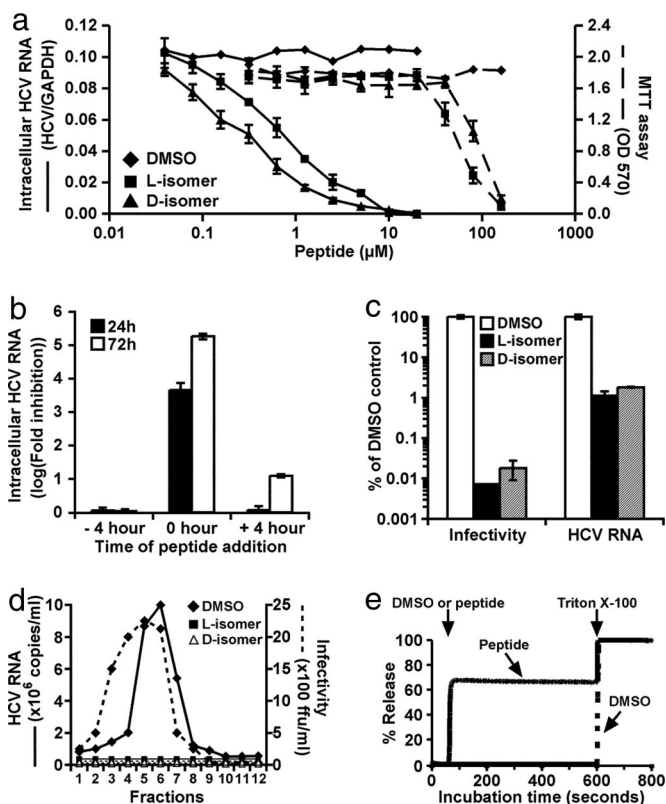 a
Intracellular HCV RNA
(HCV/GAPDH)
0.12
0.10
0.08
0.06
0.04
0.02
0.00
DMSO
L-isomer
D-isomer
2.4
2.0
1.6
1.2
0.8
0.4
0.0
MTT assay
(OD 570)
0.01 0.1 1 10 100 1000
Peptide (µM)
b
Intracellular HCV RNA
(log(Fold inhibition))
6
5
4
3
2
1
0
24h
72h
- 4 hour 0 hour + 4 hour
Time of peptide addition
c
% of DMSO control
100
10
1
0.1
0.01
0.001
DMSO
L-isomer
D-isomer
Infectivity HCV RNA
d
HCV RNA
(x10⁶ copies/ml)
10
8
6
4
2
0
DMSO
L-isomer
D-isomer
25
20
15
10
5
0
Infectivity
(x100 ffu/ml)
1 2 3 4 5 6 7 8 9 10 11 12
Fractions
e
DMSO or peptide Triton X-100
% Release
100
80
60
40
20
0
Peptide
DMSO
0 200 400 600 800
Incubation time (seconds)